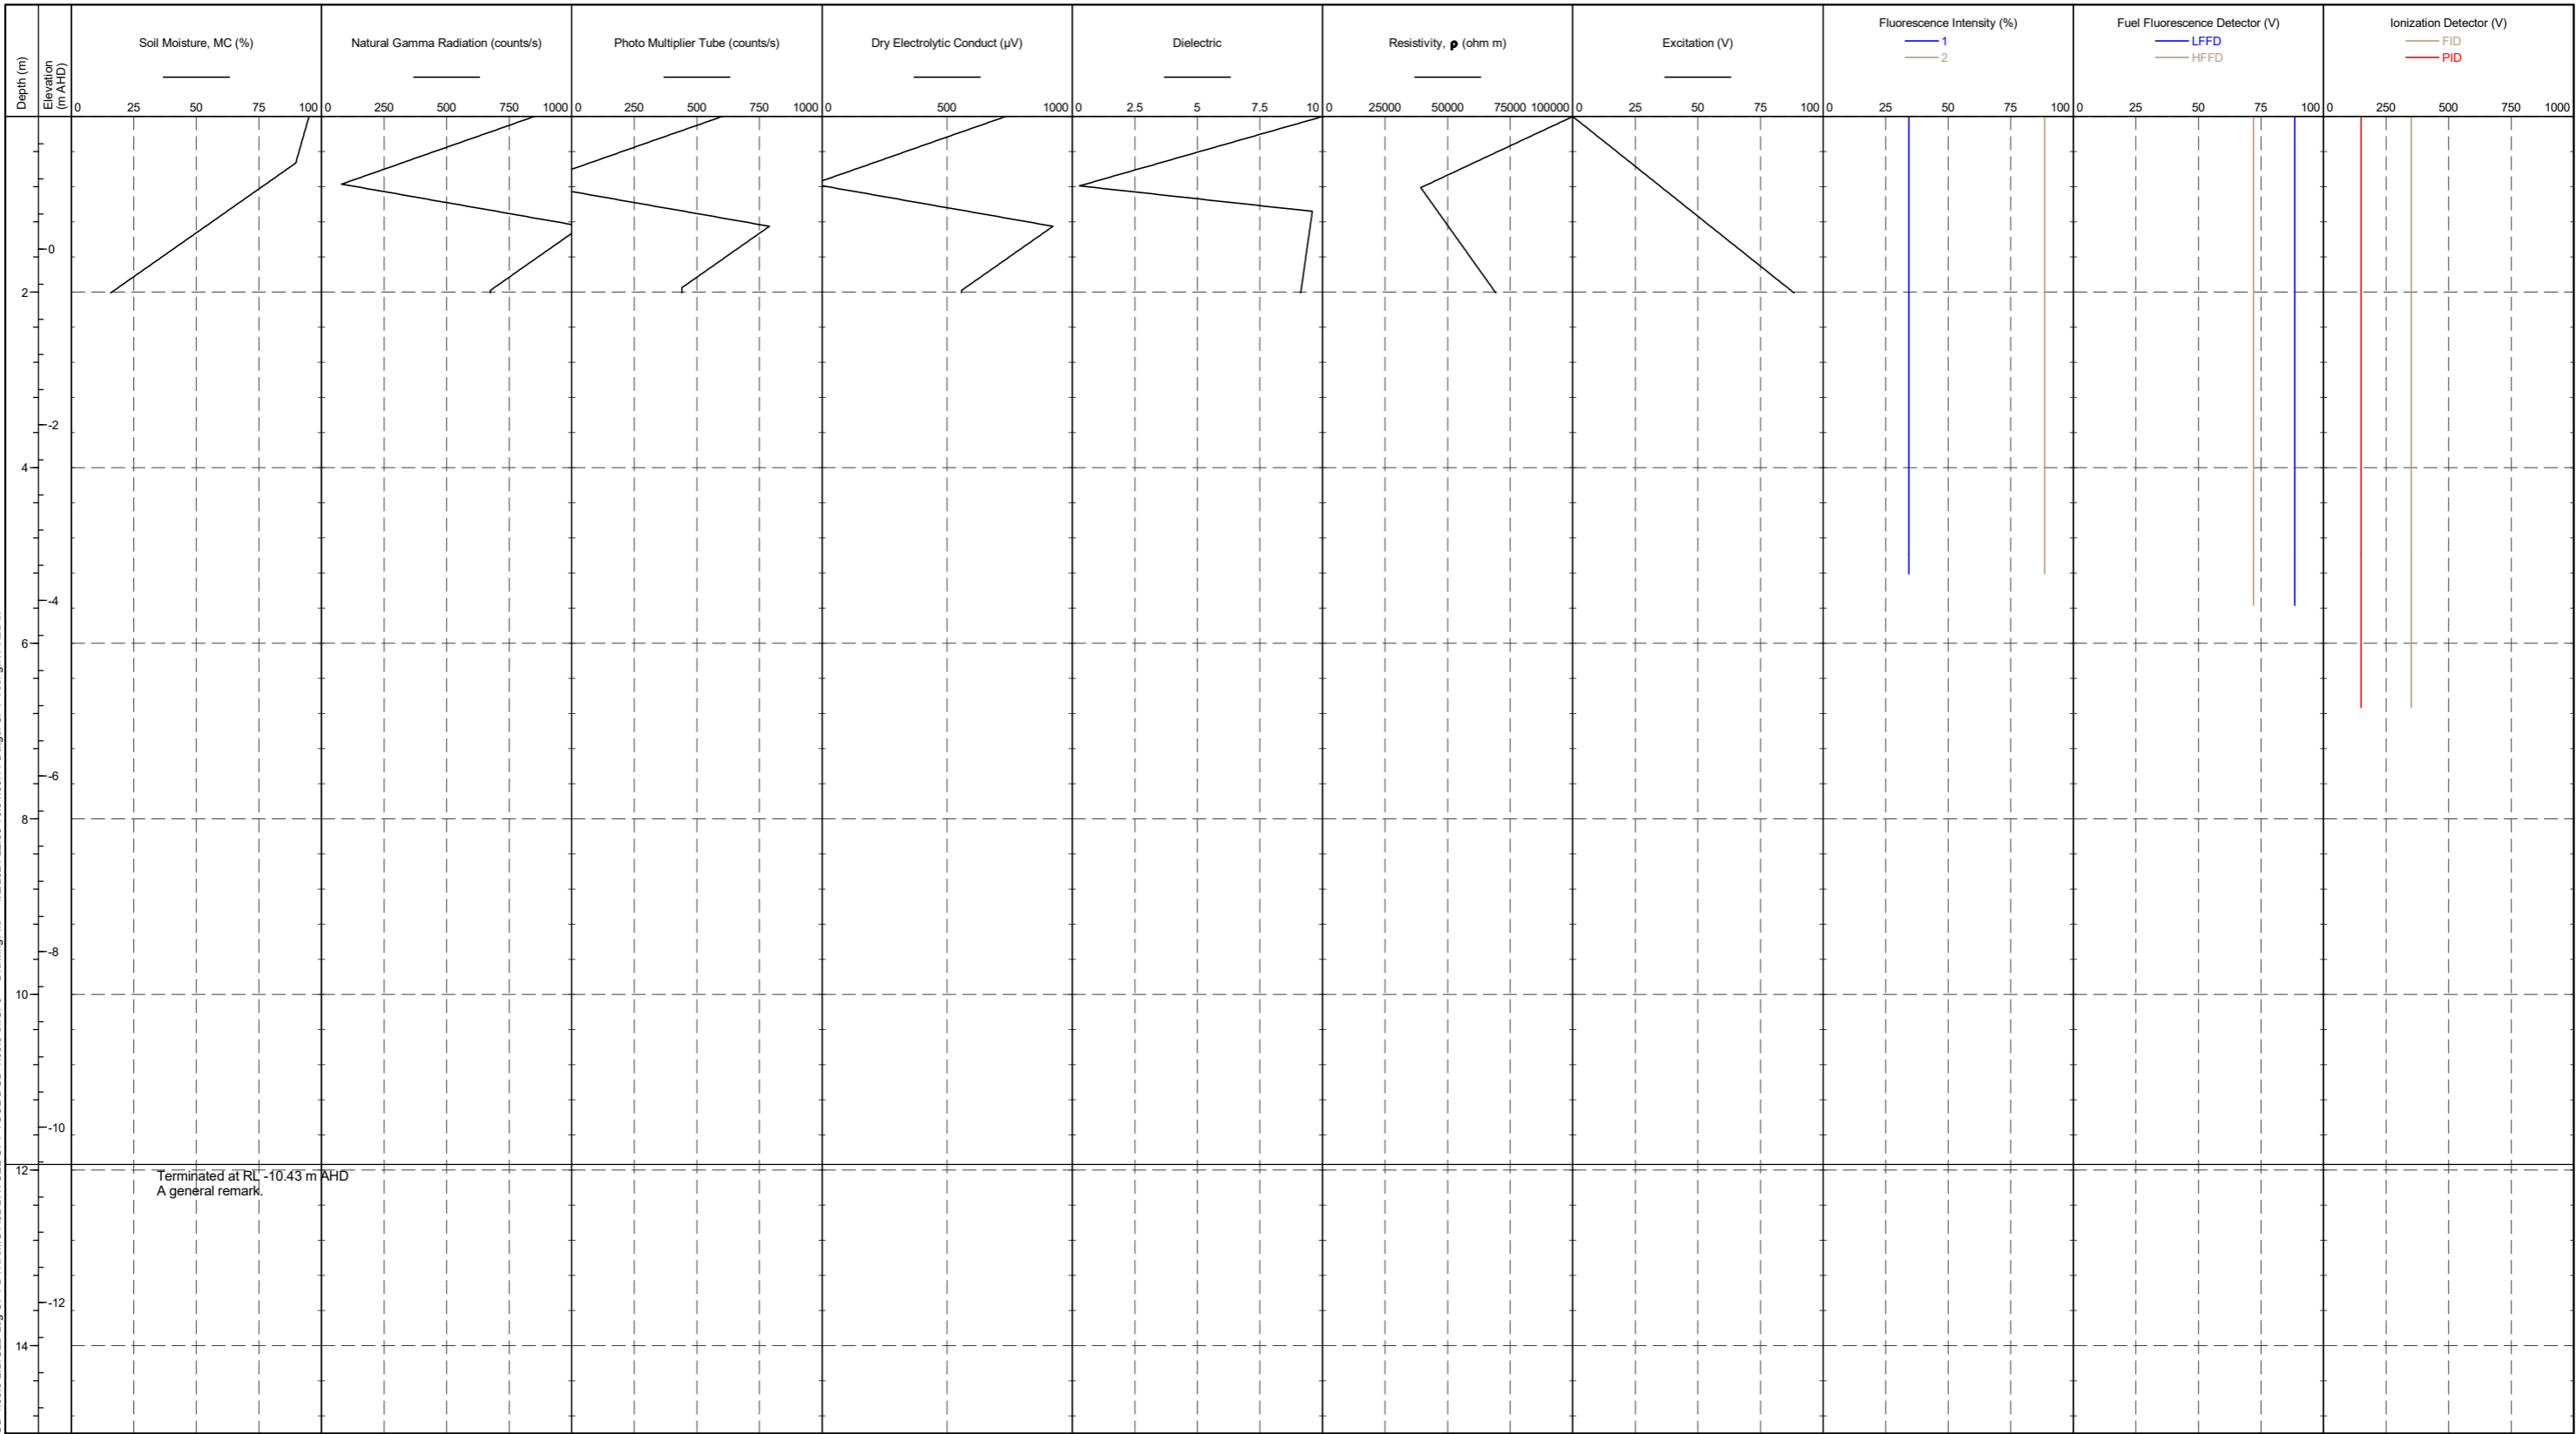 Soil Moisture, MC (%)
Natural Gamma Radiation (counts/s)
Photo Multiplier Tube (counts/s)
Dry Electrolytic Conduct (µV)
Dielectric
Resistivity, ρ (ohm m)
Excitation (V)
Fluorescence Intensity (%)
1
2
Fuel Fluorescence Detector (V)
LFFD
HFFD
Ionization Detector (V)
FID
PID
Depth (m)
Elevation
(m AHD)
0 25 50 75 100
0 250 500 750 1000
0 250 500 750 1000
0 500 1000
0 2.5 5 7.5 10
0 25000 50000 75000 100000
0 25 50 75 100
0 25 50 75 100
0 25 50 75 100
0 250 500 750 1000
0
2
-2
4
-4
6
-6
8
-8
10
-10
12
Terminated at RL -10.43 m AHD
A general remark.
-12
14